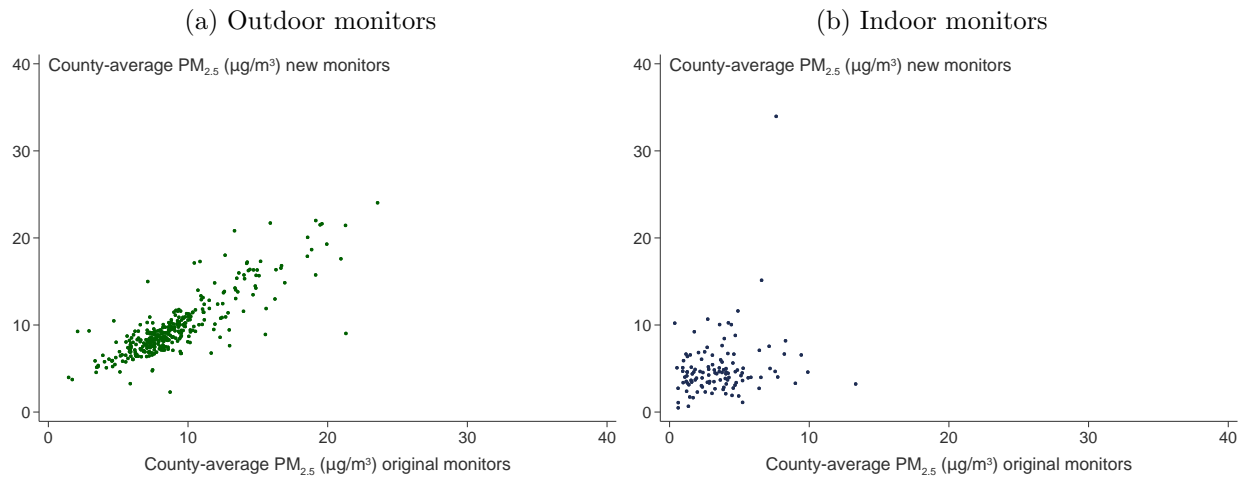 (a) Outdoor monitors
County-average PM2.5 (μg/m³) new monitors
40
30
20
10
0
0 10 20 30 40
County-average PM2.5 (μg/m³) original monitors
(b) Indoor monitors
County-average PM2.5 (μg/m³) new monitors
40
30
20
10
0
0 10 20 30 40
County-average PM2.5 (μg/m³) original monitors